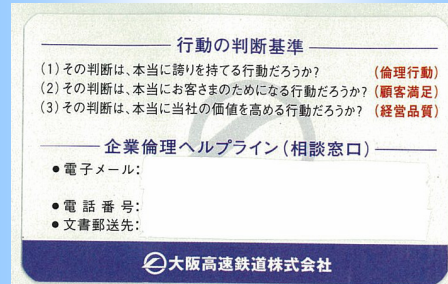 行動の判断基準
(1)その判断は、本当に誇りを持てる行動だろうか? (倫理行動)
(2)その判断は、本当にお客さまのためになる行動だろうか? (顧客満足)
(3)その判断は、本当に当社の価値を高める行動だろうか? (経営品質)
企業倫理ヘルプライン(相談窓口)
●電子メール:
●電話番号:
●文書郵送先:
大阪高速鉄道株式会社